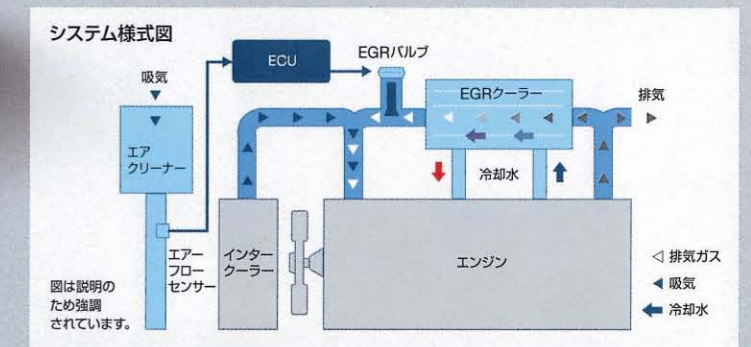 システム様式図
ECU
EGRバルブ
吸気
EGRクーラー
排気
エア
クリーナー
冷却水
エアー
フロー
センサー
インター
クーラー
エンジン
図は説明の
ため強調
されています。
排気ガス
吸気
冷却水